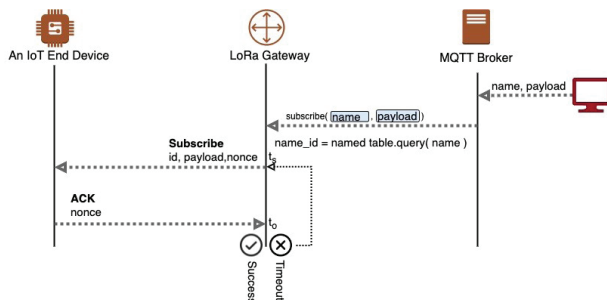 An IoT End Device
LoRa Gateway
MQTT Broker
name, payload
subscribe( name , payload )
name_id = named table.query( name )
Subscribe
id, payload,nonce
ts
ACK
nonce
to
Success
Timeout